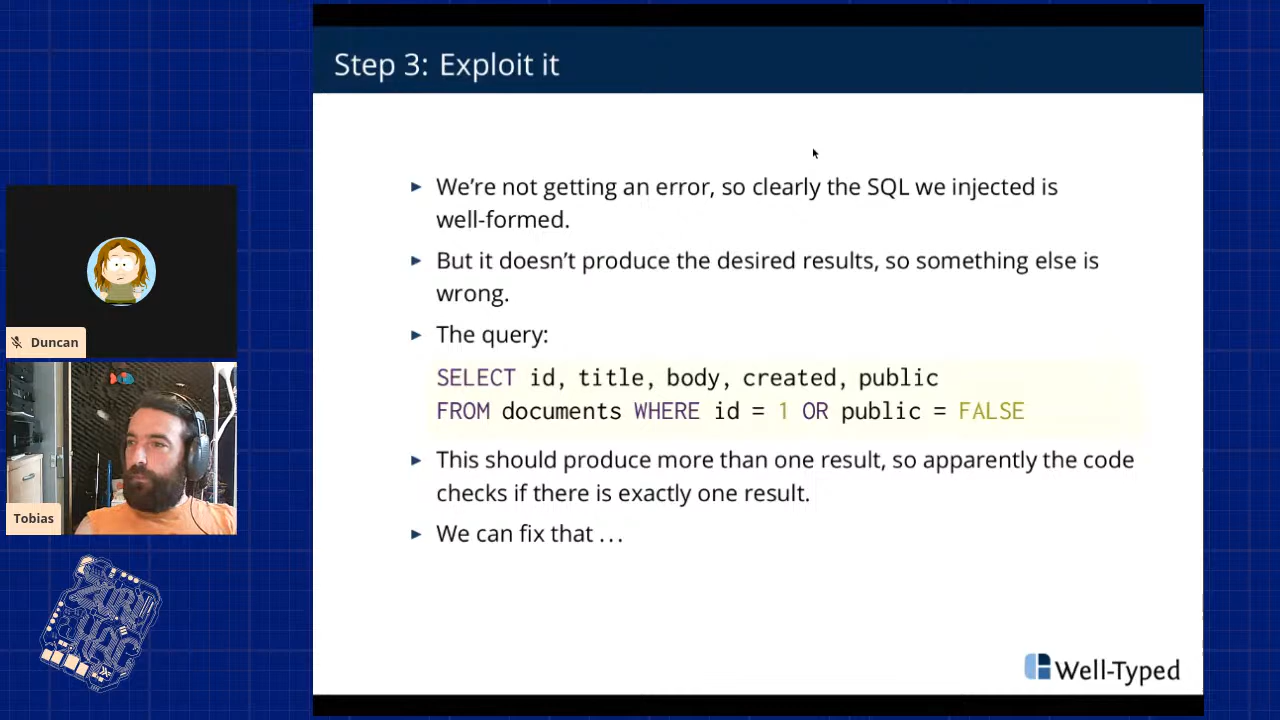 Step 3: Exploit it
We're not getting an error, so clearly the SQL we injected is
well-formed.
But it doesn't produce the desired results, so something else is
wrong.
The query:
SELECT id, title, body, created, public
FROM documents WHERE id = 1 OR public = FALSE
This should produce more than one result, so apparently the code
checks if there is exactly one result.
We can fix that ...
Well-Typed
Duncan
Tobias
ZURI
HAC